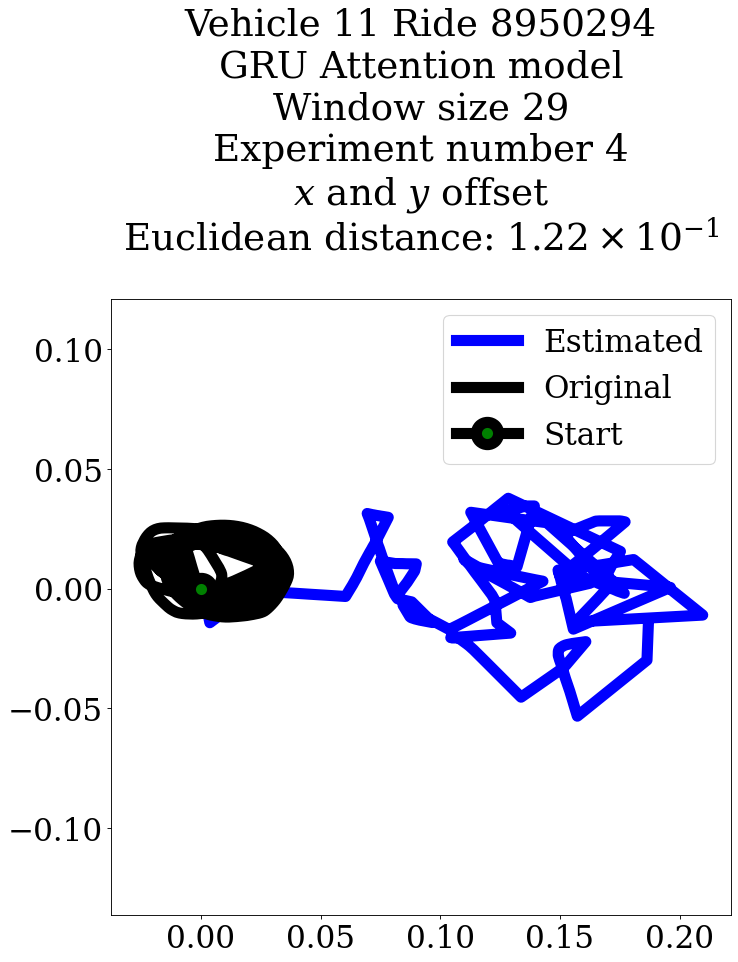 Vehicle 11 Ride 8950294
GRU Attention model
Window size 29
Experiment number 4
x and y offset
Euclidean distance: 1.22 × 10⁻¹
Estimated
Original
Start
0.10
0.05
0.00
−0.05
−0.10
0.00 0.05 0.10 0.15 0.20